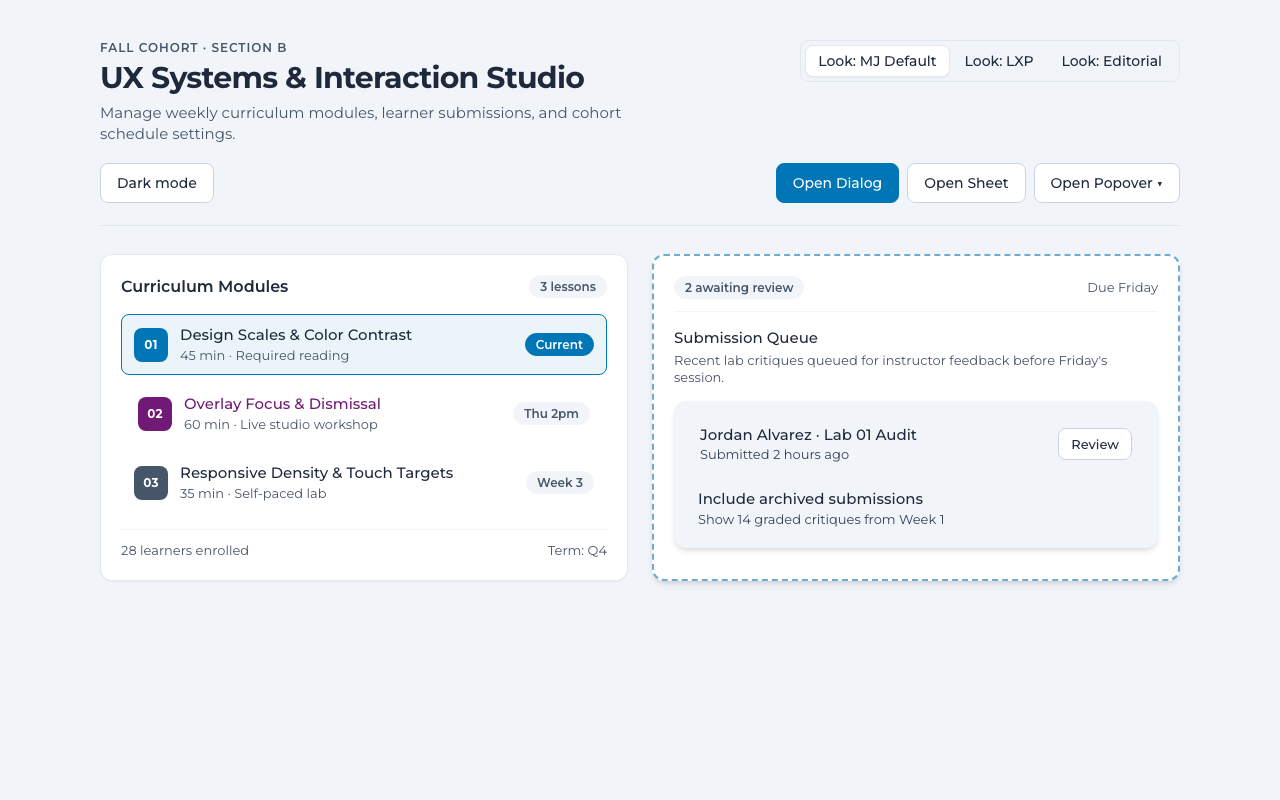 FALL COHORT · SECTION B
UX Systems & Interaction Studio
Manage weekly curriculum modules, learner submissions, and cohort
schedule settings.
Look: MJ Default
Look: LXP
Look: Editorial
Dark mode
Open Dialog
Open Sheet
Open Popover ▾
Curriculum Modules
3 lessons
01
Design Scales & Color Contrast
45 min · Required reading
Current
02
Overlay Focus & Dismissal
60 min · Live studio workshop
Thu 2pm
03
Responsive Density & Touch Targets
35 min · Self-paced lab
Week 3
28 learners enrolled
Term: Q4
2 awaiting review
Due Friday
Submission Queue
Recent lab critiques queued for instructor feedback before Friday's
session.
Jordan Alvarez · Lab 01 Audit
Submitted 2 hours ago
Review
Include archived submissions
Show 14 graded critiques from Week 1